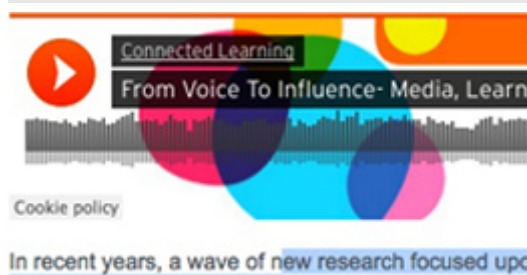 Connected Learning
From Voice To Influence- Media, Learn
Cookie policy
In recent years, a wave of new research focused upo